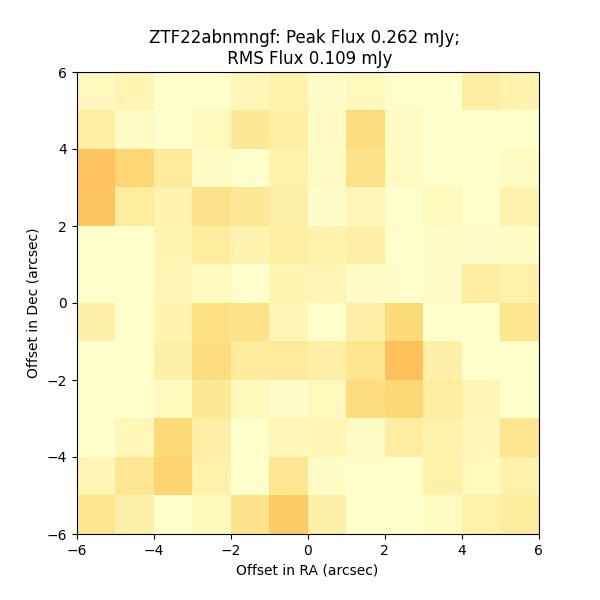 ZTF22abnmngf: Peak Flux 0.262 mJy;
RMS Flux 0.109 mJy
6
4
2
0
−2
−4
−6
Offset in Dec (arcsec)
−6 −4 −2 0 2 4 6
Offset in RA (arcsec)